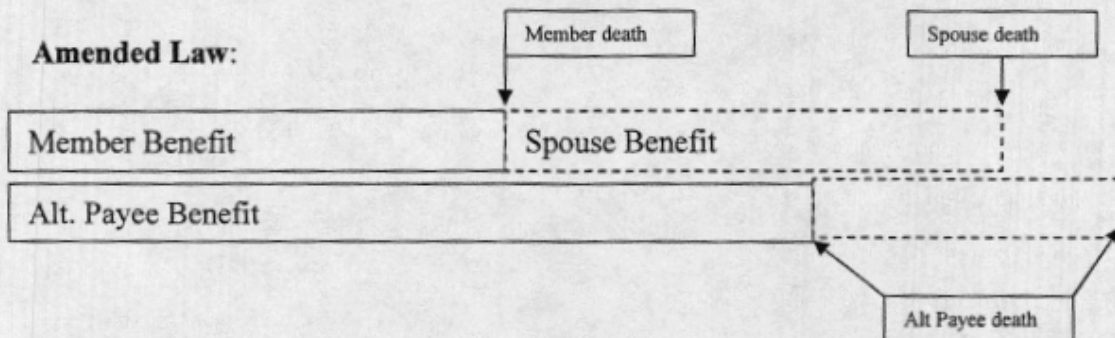 Member death
Spouse death
Amended Law:
Member Benefit
Spouse Benefit
Alt. Payee Benefit
Alt Payee death